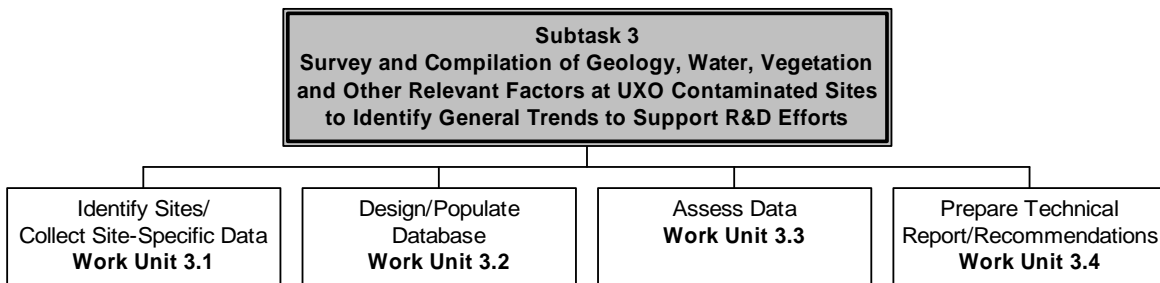 Subtask 3
Survey and Compilation of Geology, Water, Vegetation
and Other Relevant Factors at UXO Contaminated Sites
to Identify General Trends to Support R&D Efforts
Identify Sites/
Collect Site-Specific Data
Work Unit 3.1
Design/Populate
Database
Work Unit 3.2
Assess Data
Work Unit 3.3
Prepare Technical
Report/Recommendations
Work Unit 3.4